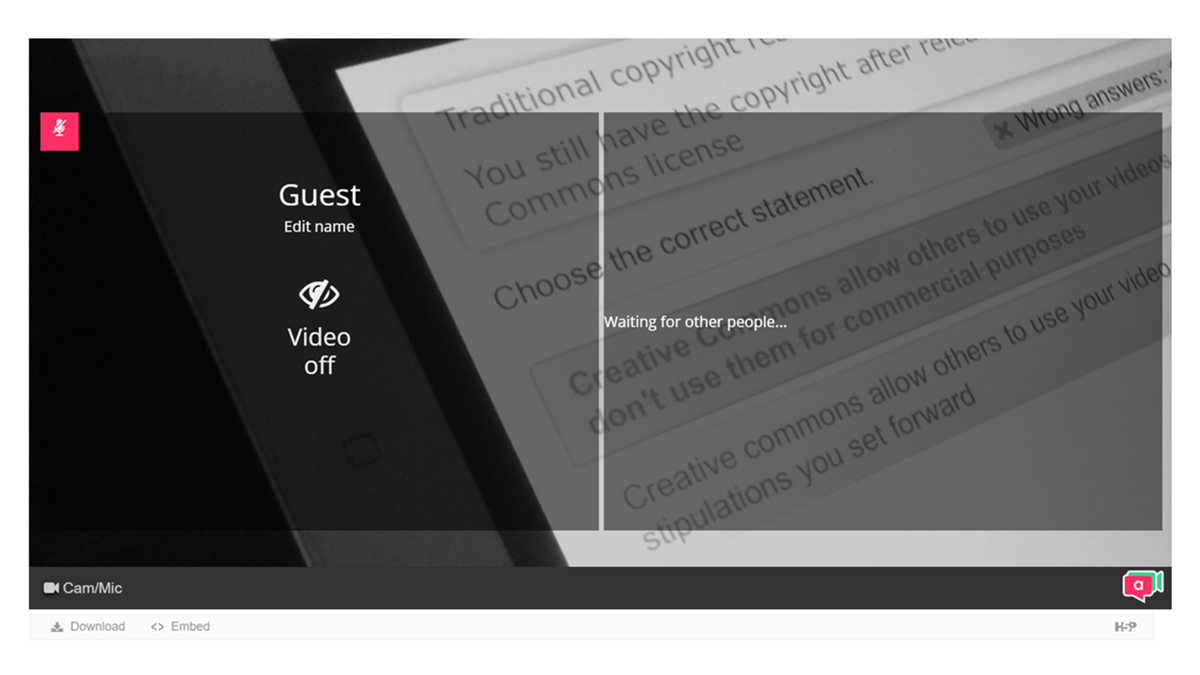 Traditional copyright
You still have the copyright after
Commons license
Wrong answers:
Choose the correct statement.
Creative Commons allow others to use your videos
don't use them for commercial purposes
Creative commons allow others to use your video
stipulations you set forward
Guest
Edit name
Video
off
Waiting for other people...
Cam/Mic
a
Download
<> Embed
H-P